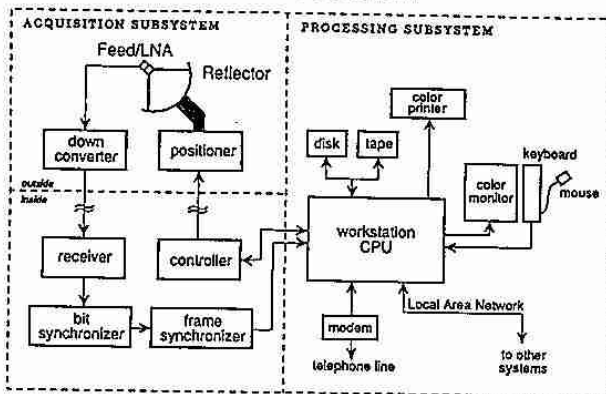 ACQUISITION SUBSYSTEM
Feed/LNA
Reflector
down
converter
positioner
outside
inside
receiver
controller
bit
synchronizer
frame
synchronizer
PROCESSING SUBSYSTEM
color
printer
disk
tape
keyboard
color
monitor
mouse
workstation
CPU
Local Area Network
modem
telephone line
to other
systems